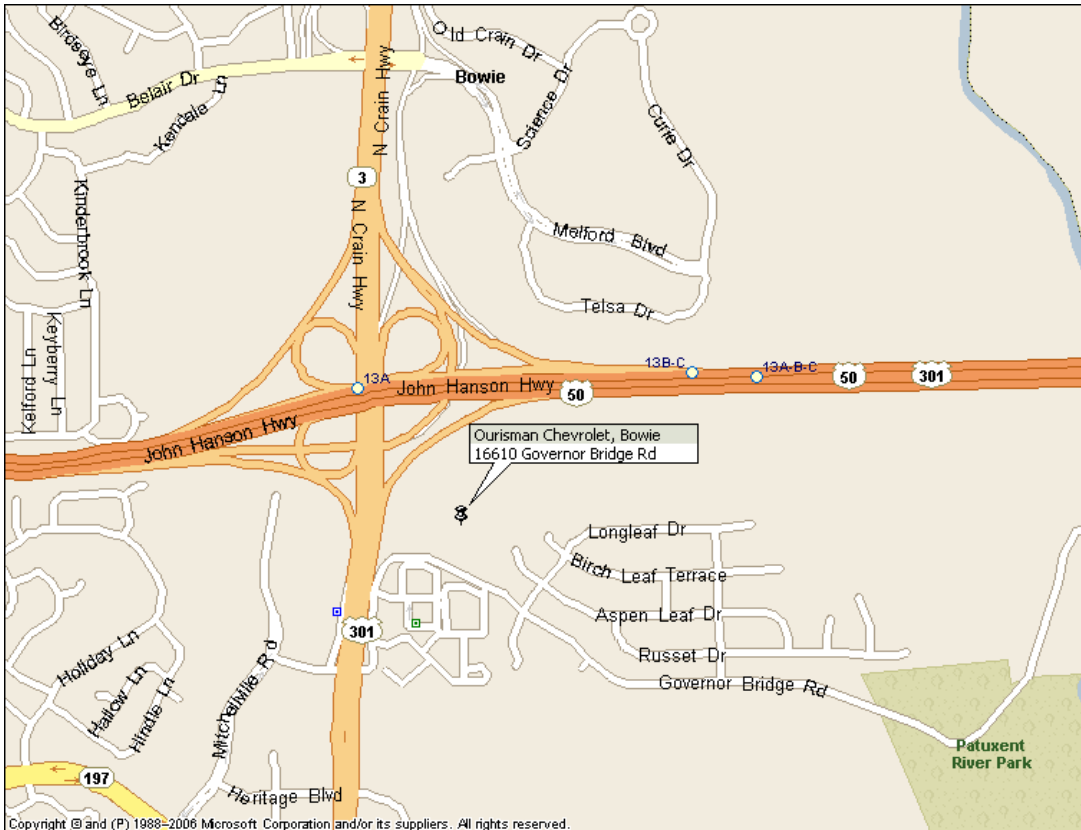 Birdseye Ln
Old Crain Dr
Belair Dr
Kendale Ln
N Crain Hwy
Bowie
Science Dr
Curie Dr
3
Kinderbrook Ln
N Crain Hwy
Melford Blvd
Telsa Dr
Kelford Ln
Keyberry Ln
13A
John Hanson Hwy
50
13B-C
13A-B-C
50
301
John Hanson Hwy
Ourisman Chevrolet, Bowie
16610 Governor Bridge Rd
Longleaf Dr
Birch Leaf Terrace
Aspen Leaf Dr
Russet Dr
Governor Bridge Rd
301
Holiday Ln
Hallow Ln
Hindle Ln
Mitchellville Rd
197
Heritage Blvd
Patuxent
River Park
Copyright © and (P) 1988–2006 Microsoft Corporation and/or its suppliers. All rights reserved.